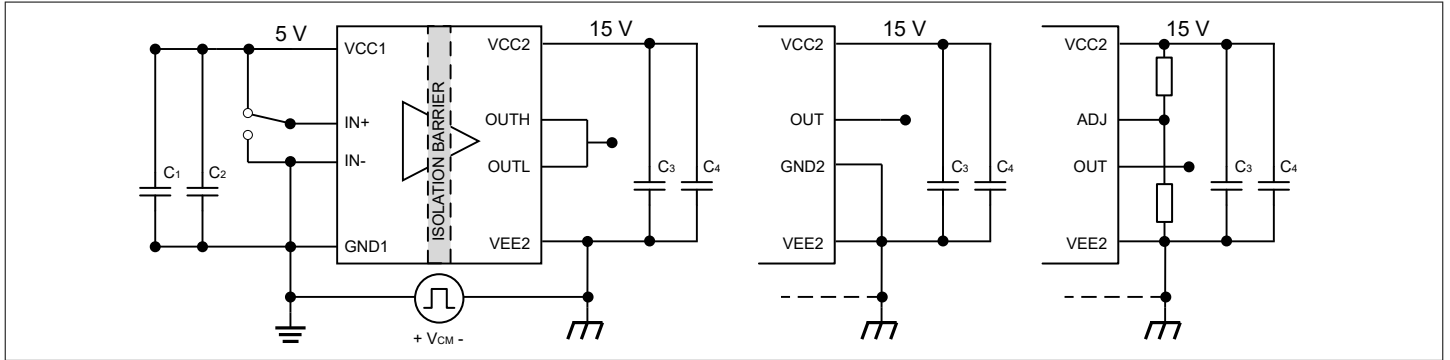 5 V
VCC1
IN+
IN-
GND1
C1
C2
ISOLATION BARRIER
15 V
VCC2
OUTH
OUTL
VEE2
C3
C4
+ VCM -
15 V
VCC2
OUT
GND2
VEE2
C3
C4
15 V
VCC2
ADJ
OUT
VEE2
C3
C4